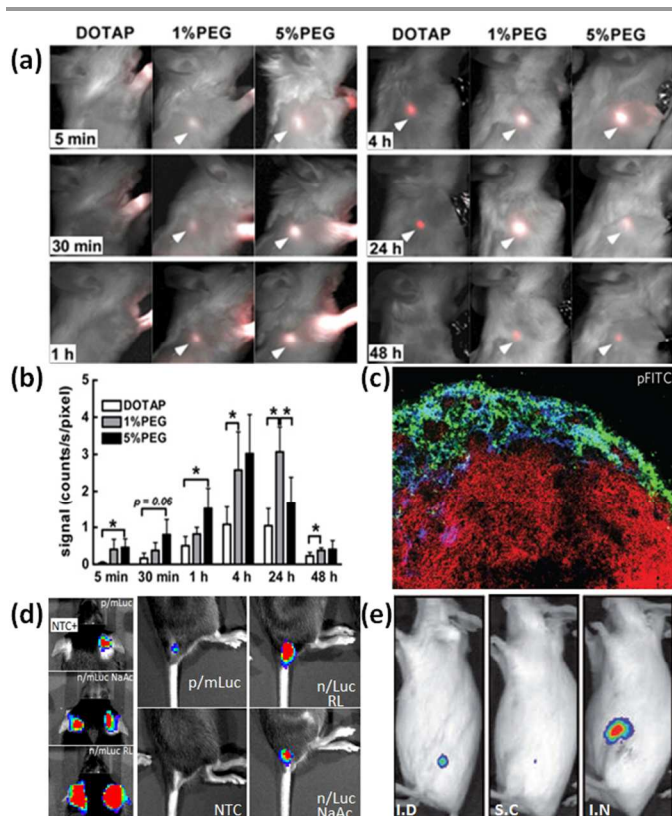 DOTAP 1%PEG 5%PEG DOTAP 1%PEG 5%PEG
(a)
5 min 4 h
30 min 24 h
1 h 48 h
(b)
DOTAP
1%PEG
5%PEG
signal (counts/s/pixel)
5
4
3
2
1
0
* p = 0.06 * * * * *
5 min 30 min 1 h 4 h 24 h 48 h
(c)
pFITC
(d)
p/mLuc
NTC+
n/mLuc NaAc
n/mLuc RL
p/mLuc
n/Luc
RL
NTC
n/Luc
NaAc
(e)
I.D S.C I.N